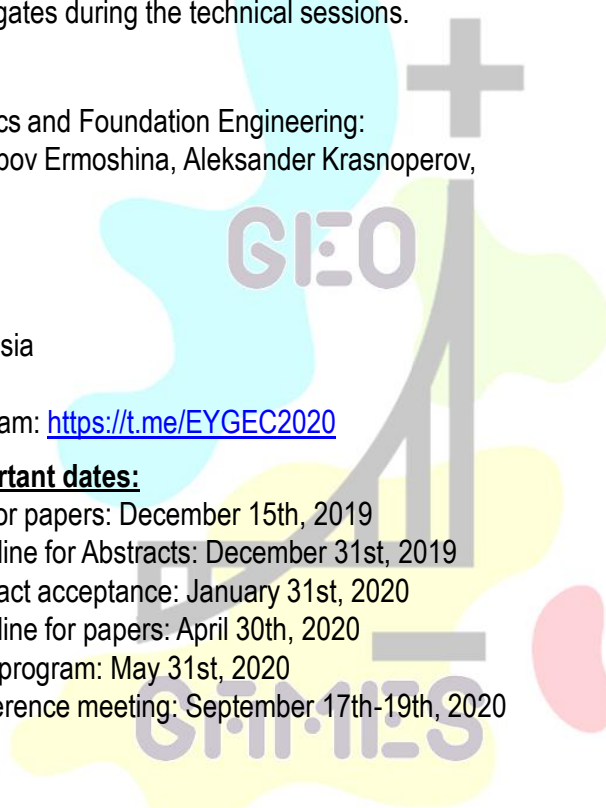 gates during the technical sessions.
cs and Foundation Engineering:
bov Ermoshina, Aleksander Krasnoperov,
GEO
sia
am: https://t.me/EYGEC2020
rtant dates:
or papers: December 15th, 2019
line for Abstracts: December 31st, 2019
act acceptance: January 31st, 2020
line for papers: April 30th, 2020
program: May 31st, 2020
erence meeting: September 17th-19th, 2020
GAMES